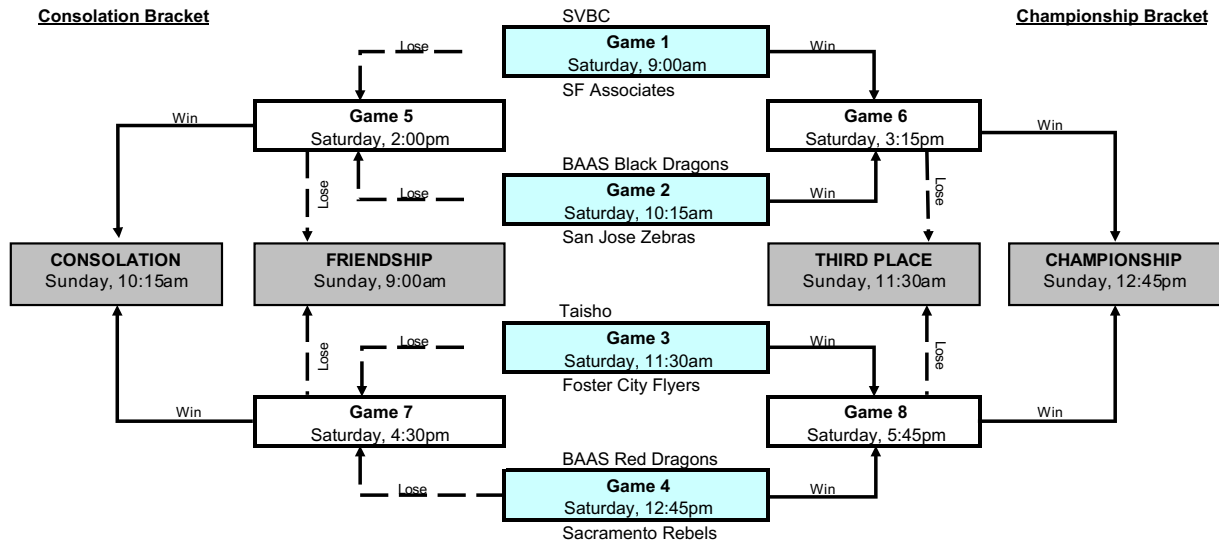 Consolation Bracket
SVBC
Championship Bracket
Lose
Game 1
Saturday, 9:00am
Win
SF Associates
Win
Game 5
Saturday, 2:00pm
Game 6
Saturday, 3:15pm
Win
BAAS Black Dragons
Lose
Lose
Game 2
Saturday, 10:15am
Win
Lose
San Jose Zebras
CONSOLATION
Sunday, 10:15am
FRIENDSHIP
Sunday, 9:00am
THIRD PLACE
Sunday, 11:30am
CHAMPIONSHIP
Sunday, 12:45pm
Taisho
Lose
Lose
Game 3
Saturday, 11:30am
Win
Lose
Foster City Flyers
Win
Game 7
Saturday, 4:30pm
Game 8
Saturday, 5:45pm
Win
BAAS Red Dragons
Lose
Game 4
Saturday, 12:45pm
Win
Sacramento Rebels